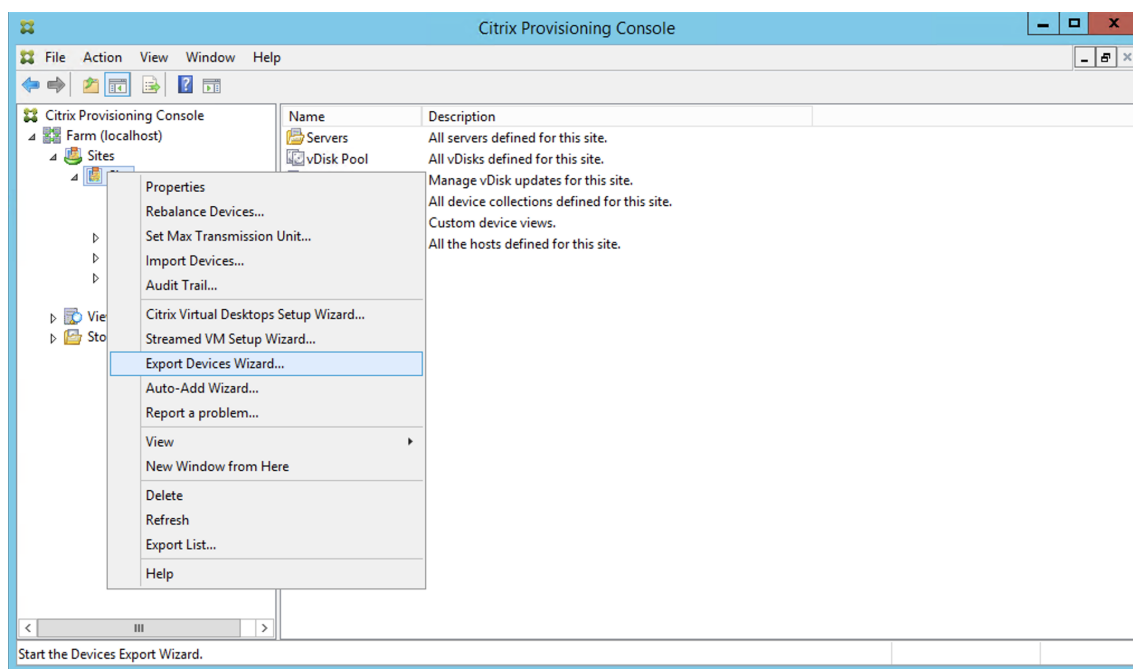 Citrix Provisioning Console
File Action View Window Help
Citrix Provisioning Console
Farm (localhost)
Sites
Name Description
Servers All servers defined for this site.
vDisk Pool All vDisks defined for this site.
Manage vDisk updates for this site.
All device collections defined for this site.
Custom device views.
All the hosts defined for this site.
Properties
Rebalance Devices...
Set Max Transmission Unit...
Import Devices...
Audit Trail...
Citrix Virtual Desktops Setup Wizard...
Streamed VM Setup Wizard...
Export Devices Wizard...
Auto-Add Wizard...
Report a problem...
View
New Window from Here
Delete
Refresh
Export List...
Help
Vie
Sto
Start the Devices Export Wizard.